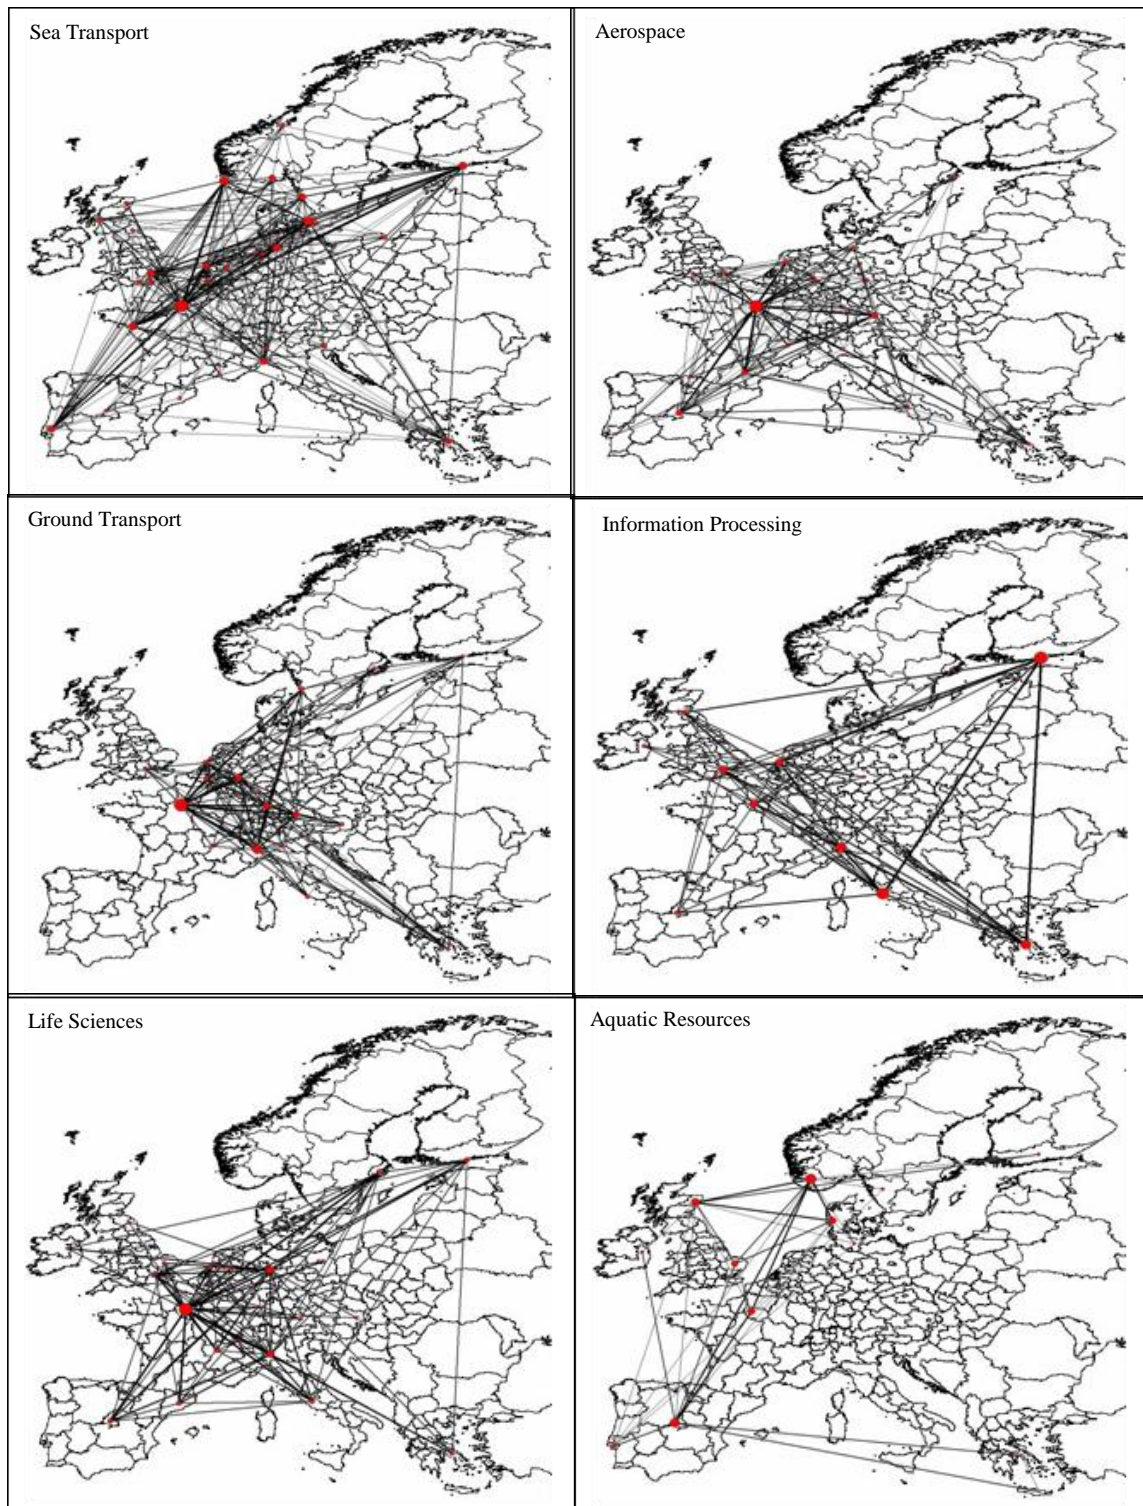 Sea Transport
Aerospace
Ground Transport
Information Processing
Life Sciences
Aquatic Resources